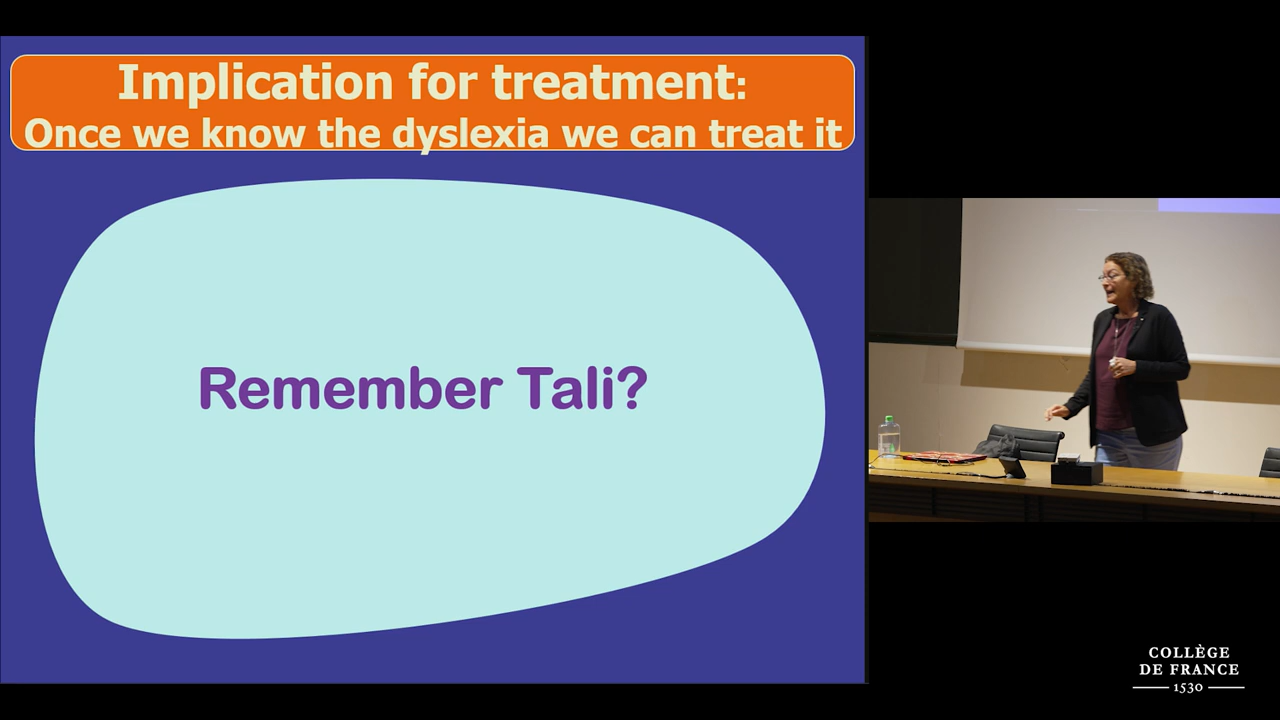 Implication for treatment:
Once we know the dyslexia we can treat it
Remember Tali?
COLLÈGE
DE FRANCE
1530